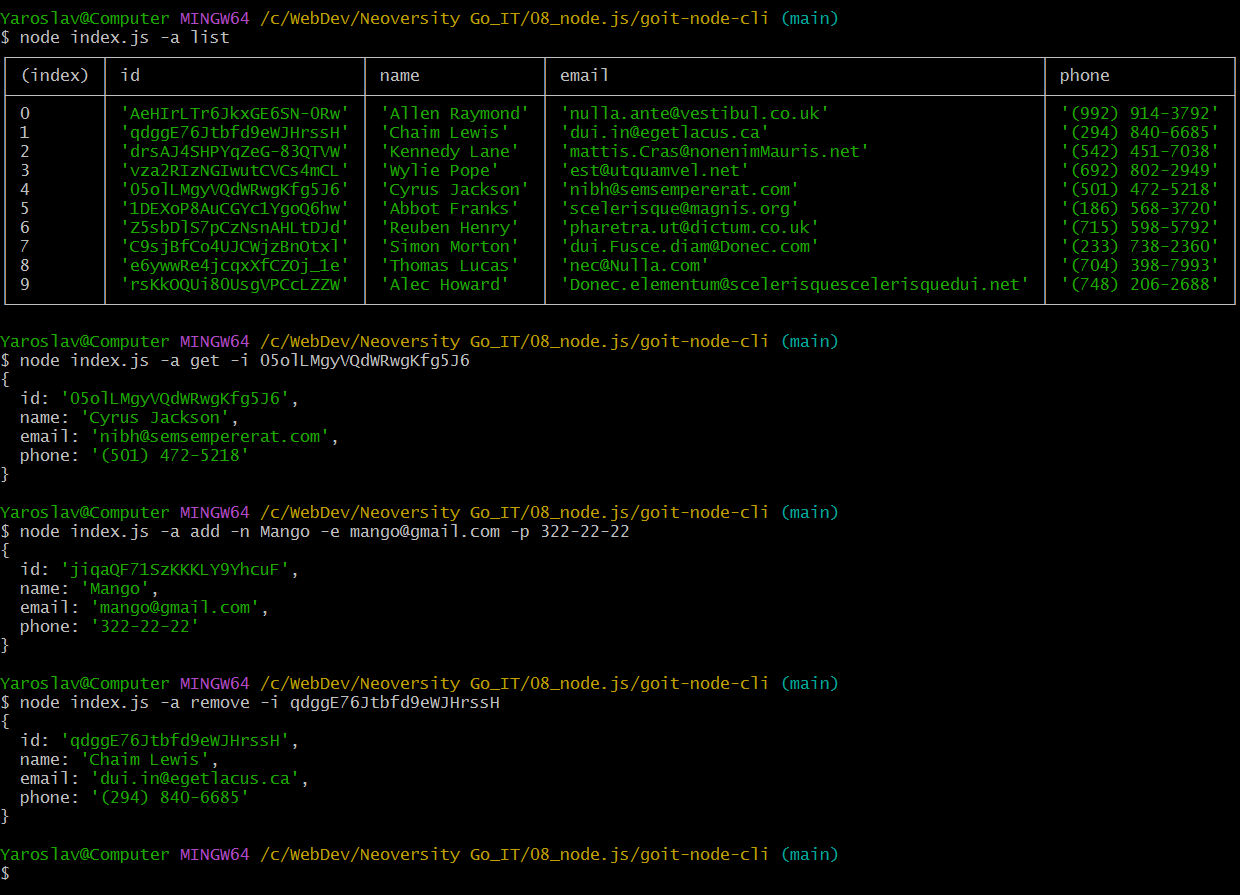 Yaroslav@Computer MINGW64 /c/WebDev/Neoversity Go_IT/08_node.js/goit-node-cli (main)
$ node index.js -a list
(index) id name email phone
0 'AeHIrLTr6JkxGE6SN-0Rw' 'Allen Raymond' 'nulla.ante@vestibul.co.uk' '(992) 914-3792'
1 'qdggE76Jtbfd9eWJHrssH' 'Chaim Lewis' 'dui.in@egetlacus.ca' '(294) 840-6685'
2 'drsAJ4SHPYqZeG-83QTVW' 'Kennedy Lane' 'mattis.Cras@nonenimMauris.net' '(542) 451-7038'
3 'vza2RIzNGIwutCVCs4mCL' 'Wylie Pope' 'est@utquamvel.net' '(692) 802-2949'
4 '05olLMgyVQdWRwgKfg5J6' 'Cyrus Jackson' 'nibh@semsempererat.com' '(501) 472-5218'
5 '1DEXoP8AuCGYc1YgoQ6hw' 'Abbot Franks' 'scelerisque@magnis.org' '(186) 568-3720'
6 'Z5sbDlS7pCzNsnAHLtDJd' 'Reuben Henry' 'pharetra.ut@dictum.co.uk' '(715) 598-5792'
7 'C9sjBfCo4UJCWjzBnOtxl' 'Simon Morton' 'dui.Fusce.diam@Donec.com' '(233) 738-2360'
8 'e6ywwRe4jcqxXfCZOj_1e' 'Thomas Lucas' 'nec@Nulla.com' '(704) 398-7993'
9 'rsKkOQUi80UsgVPCcLZZW' 'Alec Howard' 'Donec.elementum@scelerisquescelerisquedui.net' '(748) 206-2688'
Yaroslav@Computer MINGW64 /c/WebDev/Neoversity Go_IT/08_node.js/goit-node-cli (main)
$ node index.js -a get -i 05olLMgyVQdWRwgKfg5J6
{
id: '05olLMgyVQdWRwgKfg5J6',
name: 'Cyrus Jackson',
email: 'nibh@semsempererat.com',
phone: '(501) 472-5218'
}
Yaroslav@Computer MINGW64 /c/WebDev/Neoversity Go_IT/08_node.js/goit-node-cli (main)
$ node index.js -a add -n Mango -e mango@gmail.com -p 322-22-22
{
id: 'jiqaQF71SzKKKLY9YhcuF',
name: 'Mango',
email: 'mango@gmail.com',
phone: '322-22-22'
}
Yaroslav@Computer MINGW64 /c/WebDev/Neoversity Go_IT/08_node.js/goit-node-cli (main)
$ node index.js -a remove -i qdggE76Jtbfd9eWJHrssH
{
id: 'qdggE76Jtbfd9eWJHrssH',
name: 'Chaim Lewis',
email: 'dui.in@egetlacus.ca',
phone: '(294) 840-6685'
}
Yaroslav@Computer MINGW64 /c/WebDev/Neoversity Go_IT/08_node.js/goit-node-cli (main)
$